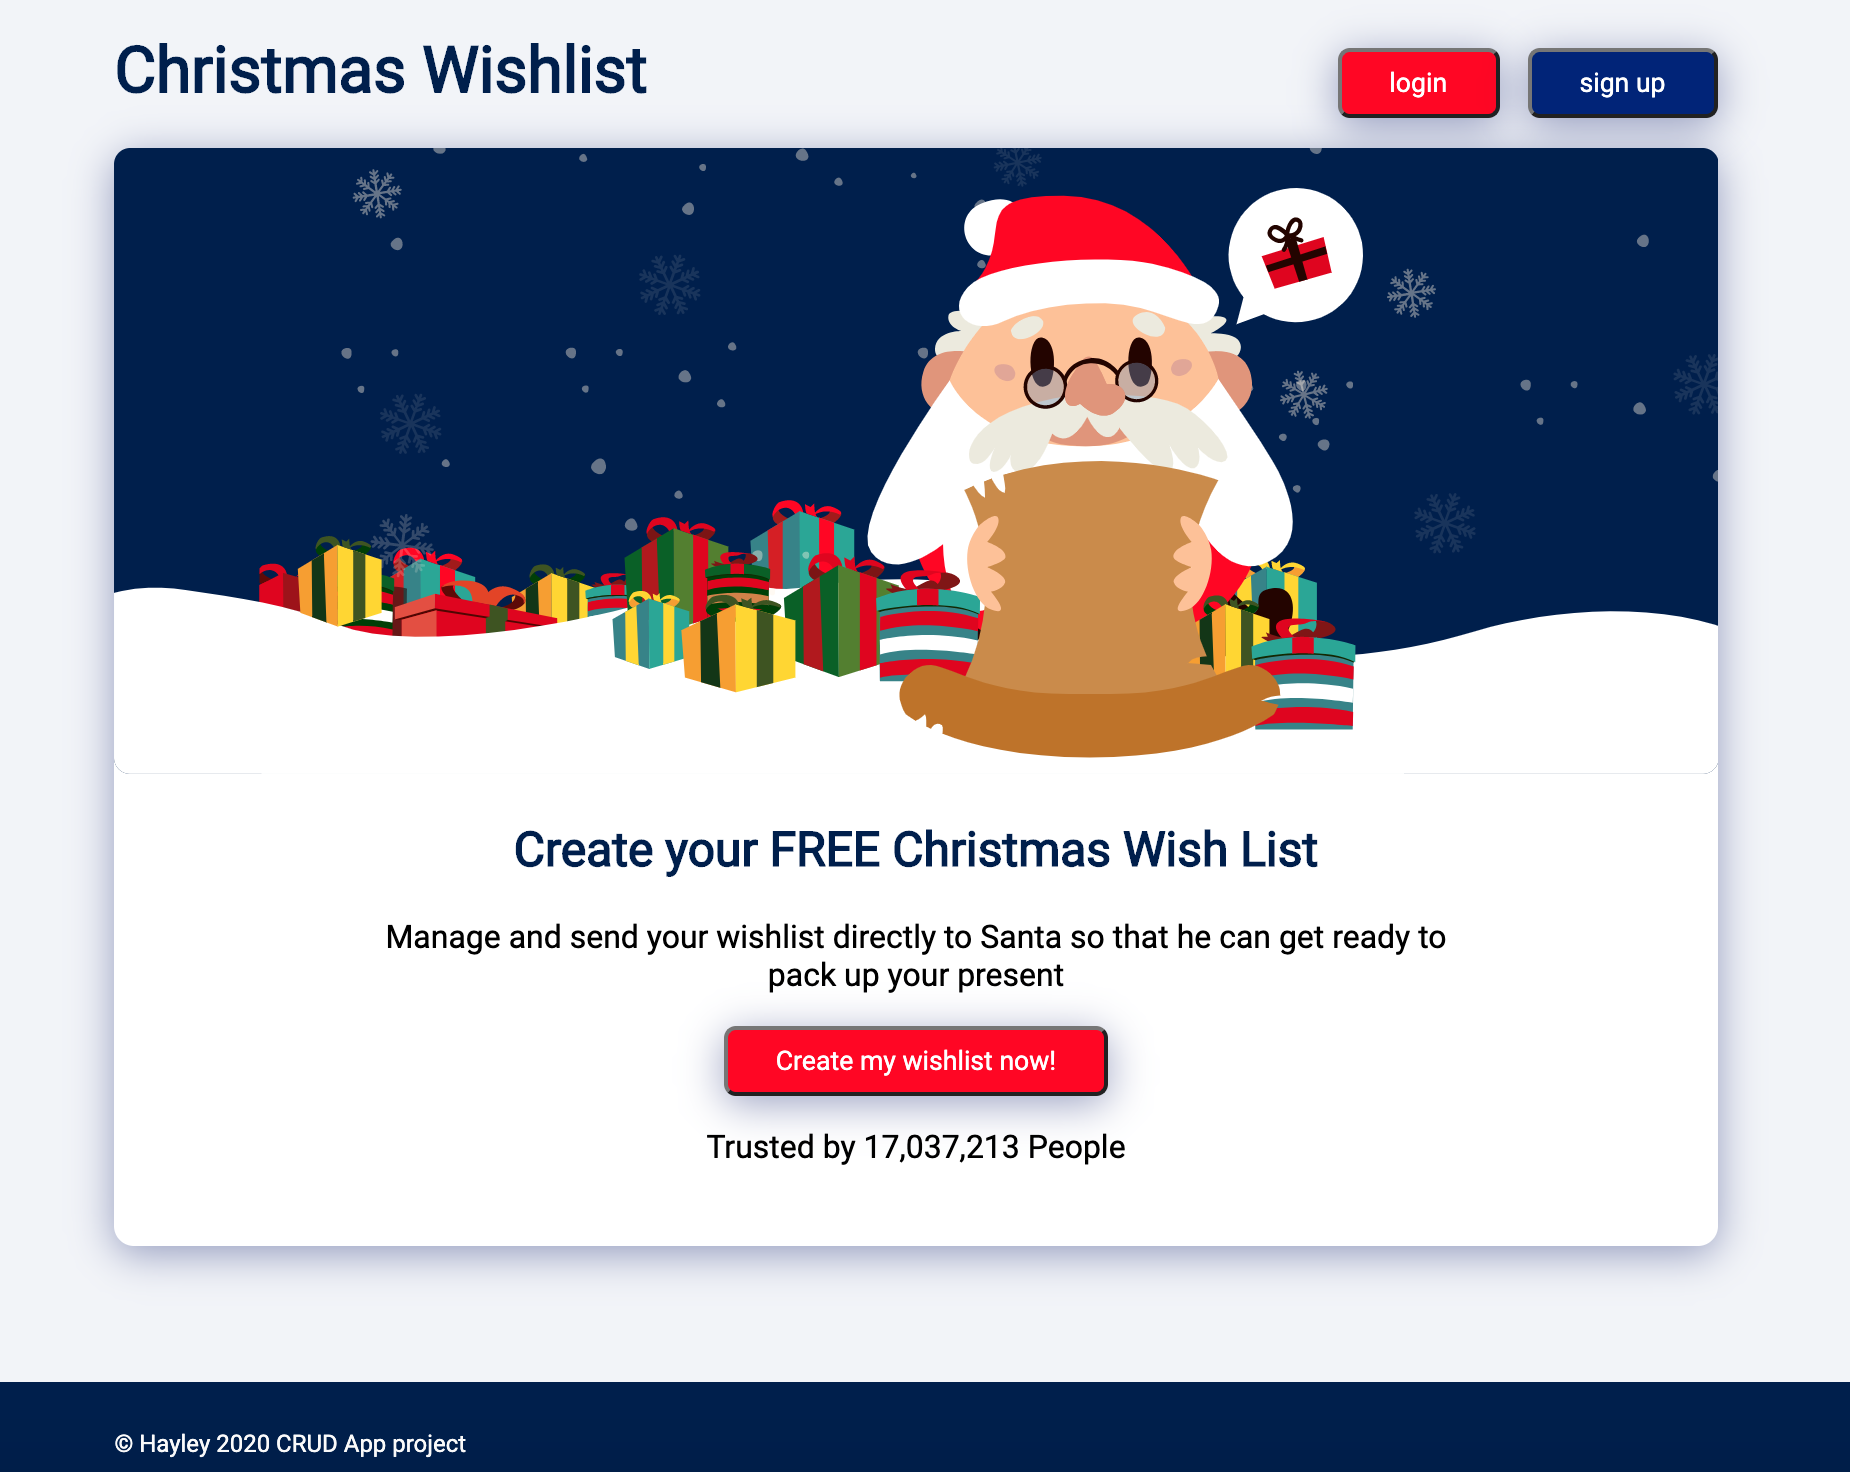 Christmas Wishlist
login
sign up
Create your FREE Christmas Wish List
Manage and send your wishlist directly to Santa so that he can get ready to
pack up your present
Create my wishlist now!
Trusted by 17,037,213 People
© Hayley 2020 CRUD App project